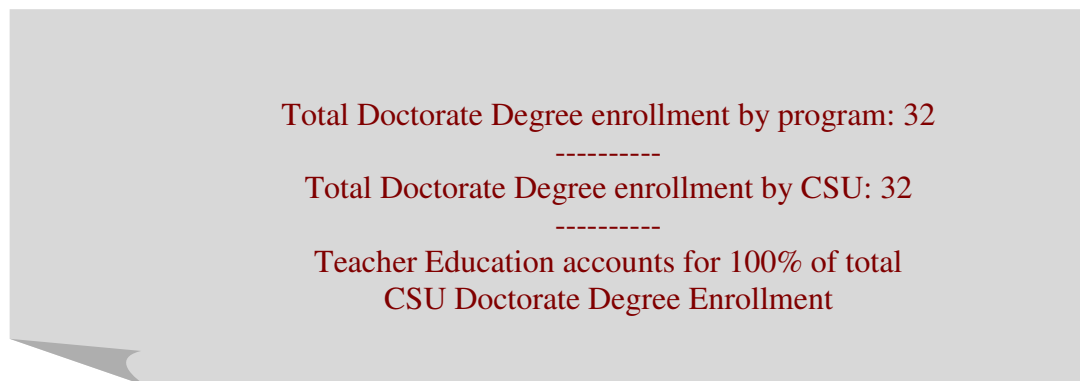 Total Doctorate Degree enrollment by program: 32
----------
Total Doctorate Degree enrollment by CSU: 32
----------
Teacher Education accounts for 100% of total
CSU Doctorate Degree Enrollment